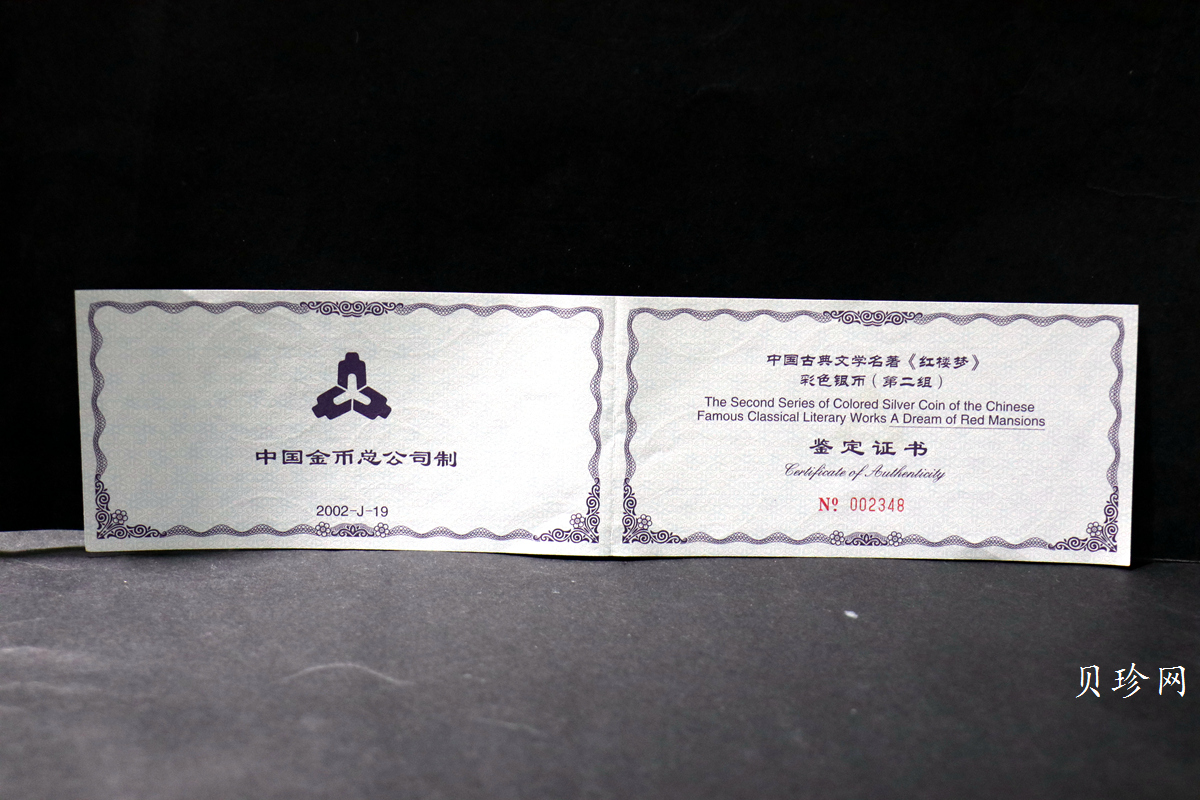 中国金币总公司制
2002-J-19
中国古典文学名著《红楼梦》
彩色银币（第二组）
The Second Series of Colored Silver Coin of the Chinese
Famous Classical Literary Works A Dream of Red Mansions
鉴定证书
Certificate of Authenticity
Nº 002348
贝珍网